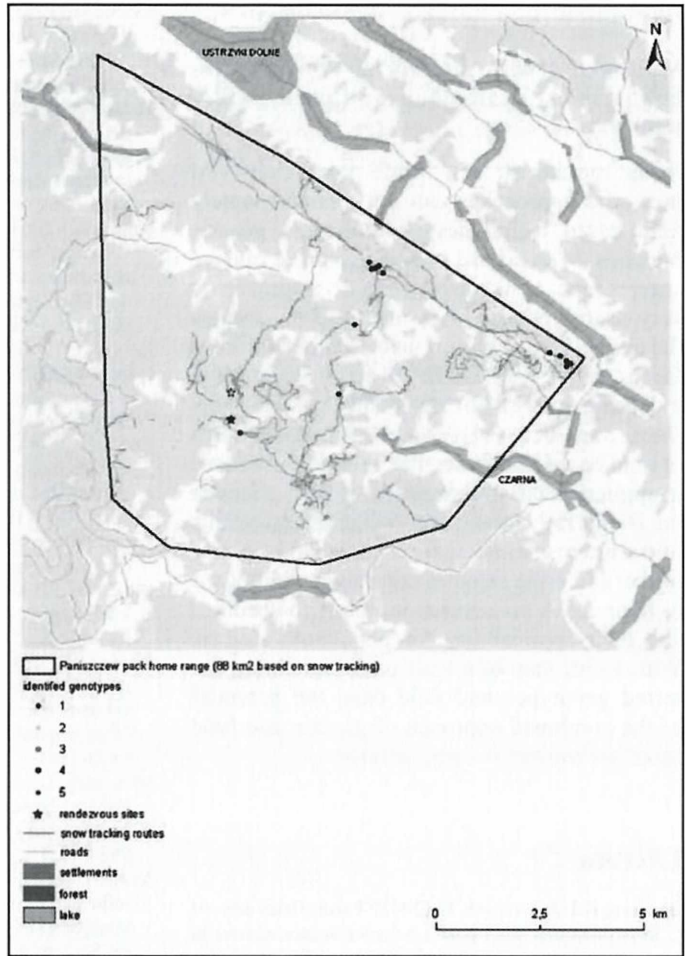 USTRZYKI DOLNE
N
CZARNA
Paniszczew pack home range (88 km2 based on snow tracking)
identifed genotypes
1
2
3
4
5
rendezvous sites
snow tracking routes
roads
settlements
forest
lake
0 2,5 5 km